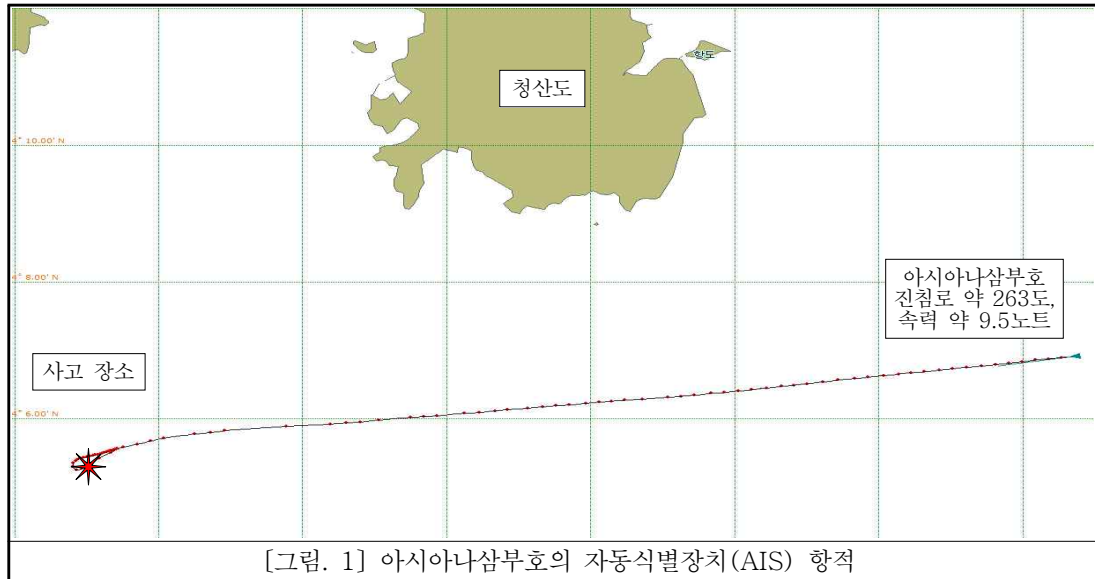 향도
청산도
4° 10.00' N
4° 8.00' N
아시아나삼부호
진침로 약 263도,
속력 약 9.5노트
사고 장소
4° 6.00' N
[그림. 1] 아시아나삼부호의 자동식별장치(AIS) 항적